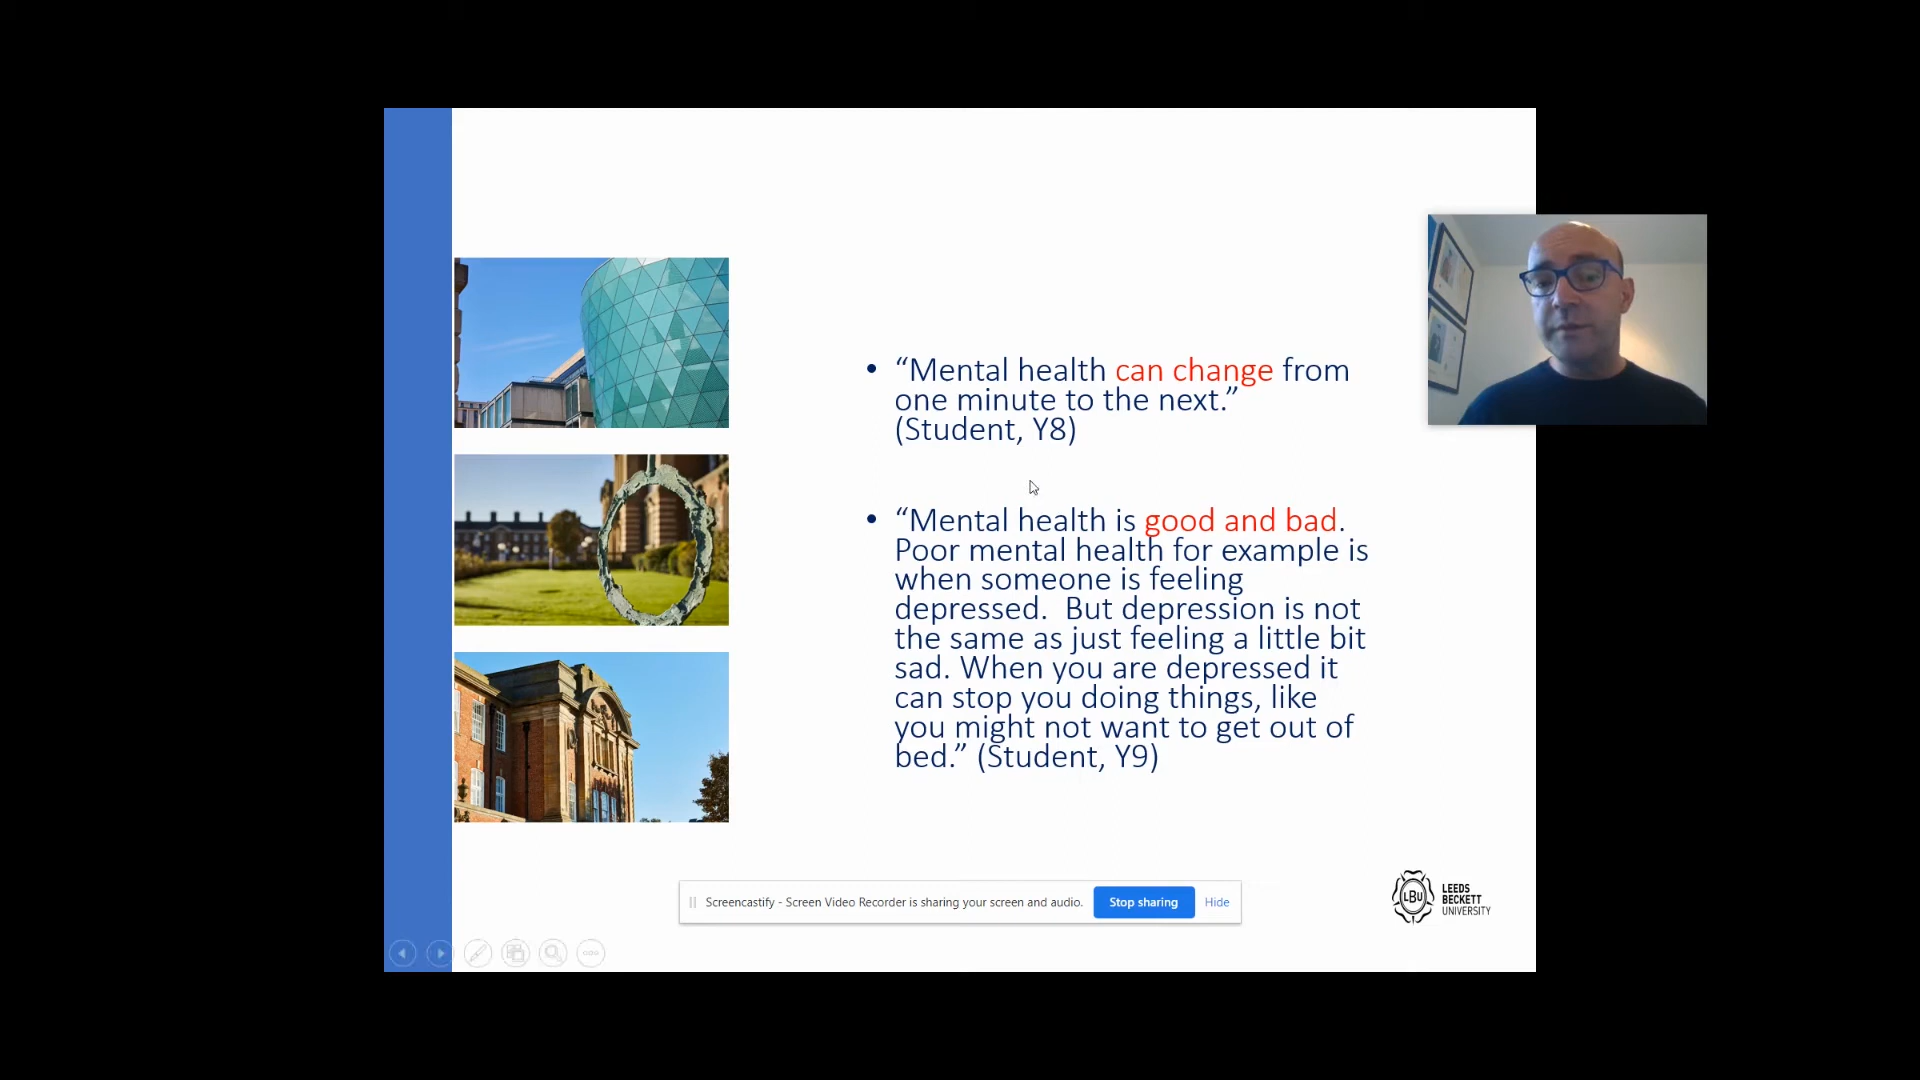 • “Mental health can change from
one minute to the next.”
(Student, Y8)
• “Mental health is good and bad.
Poor mental health for example is
when someone is feeling
depressed.  But depression is not
the same as just feeling a little bit
sad. When you are depressed it
can stop you doing things, like
you might not want to get out of
bed.” (Student, Y9)
Screencastify - Screen Video Recorder is sharing your screen and audio. Stop sharing Hide
LBU
LEEDS
BECKETT
UNIVERSITY